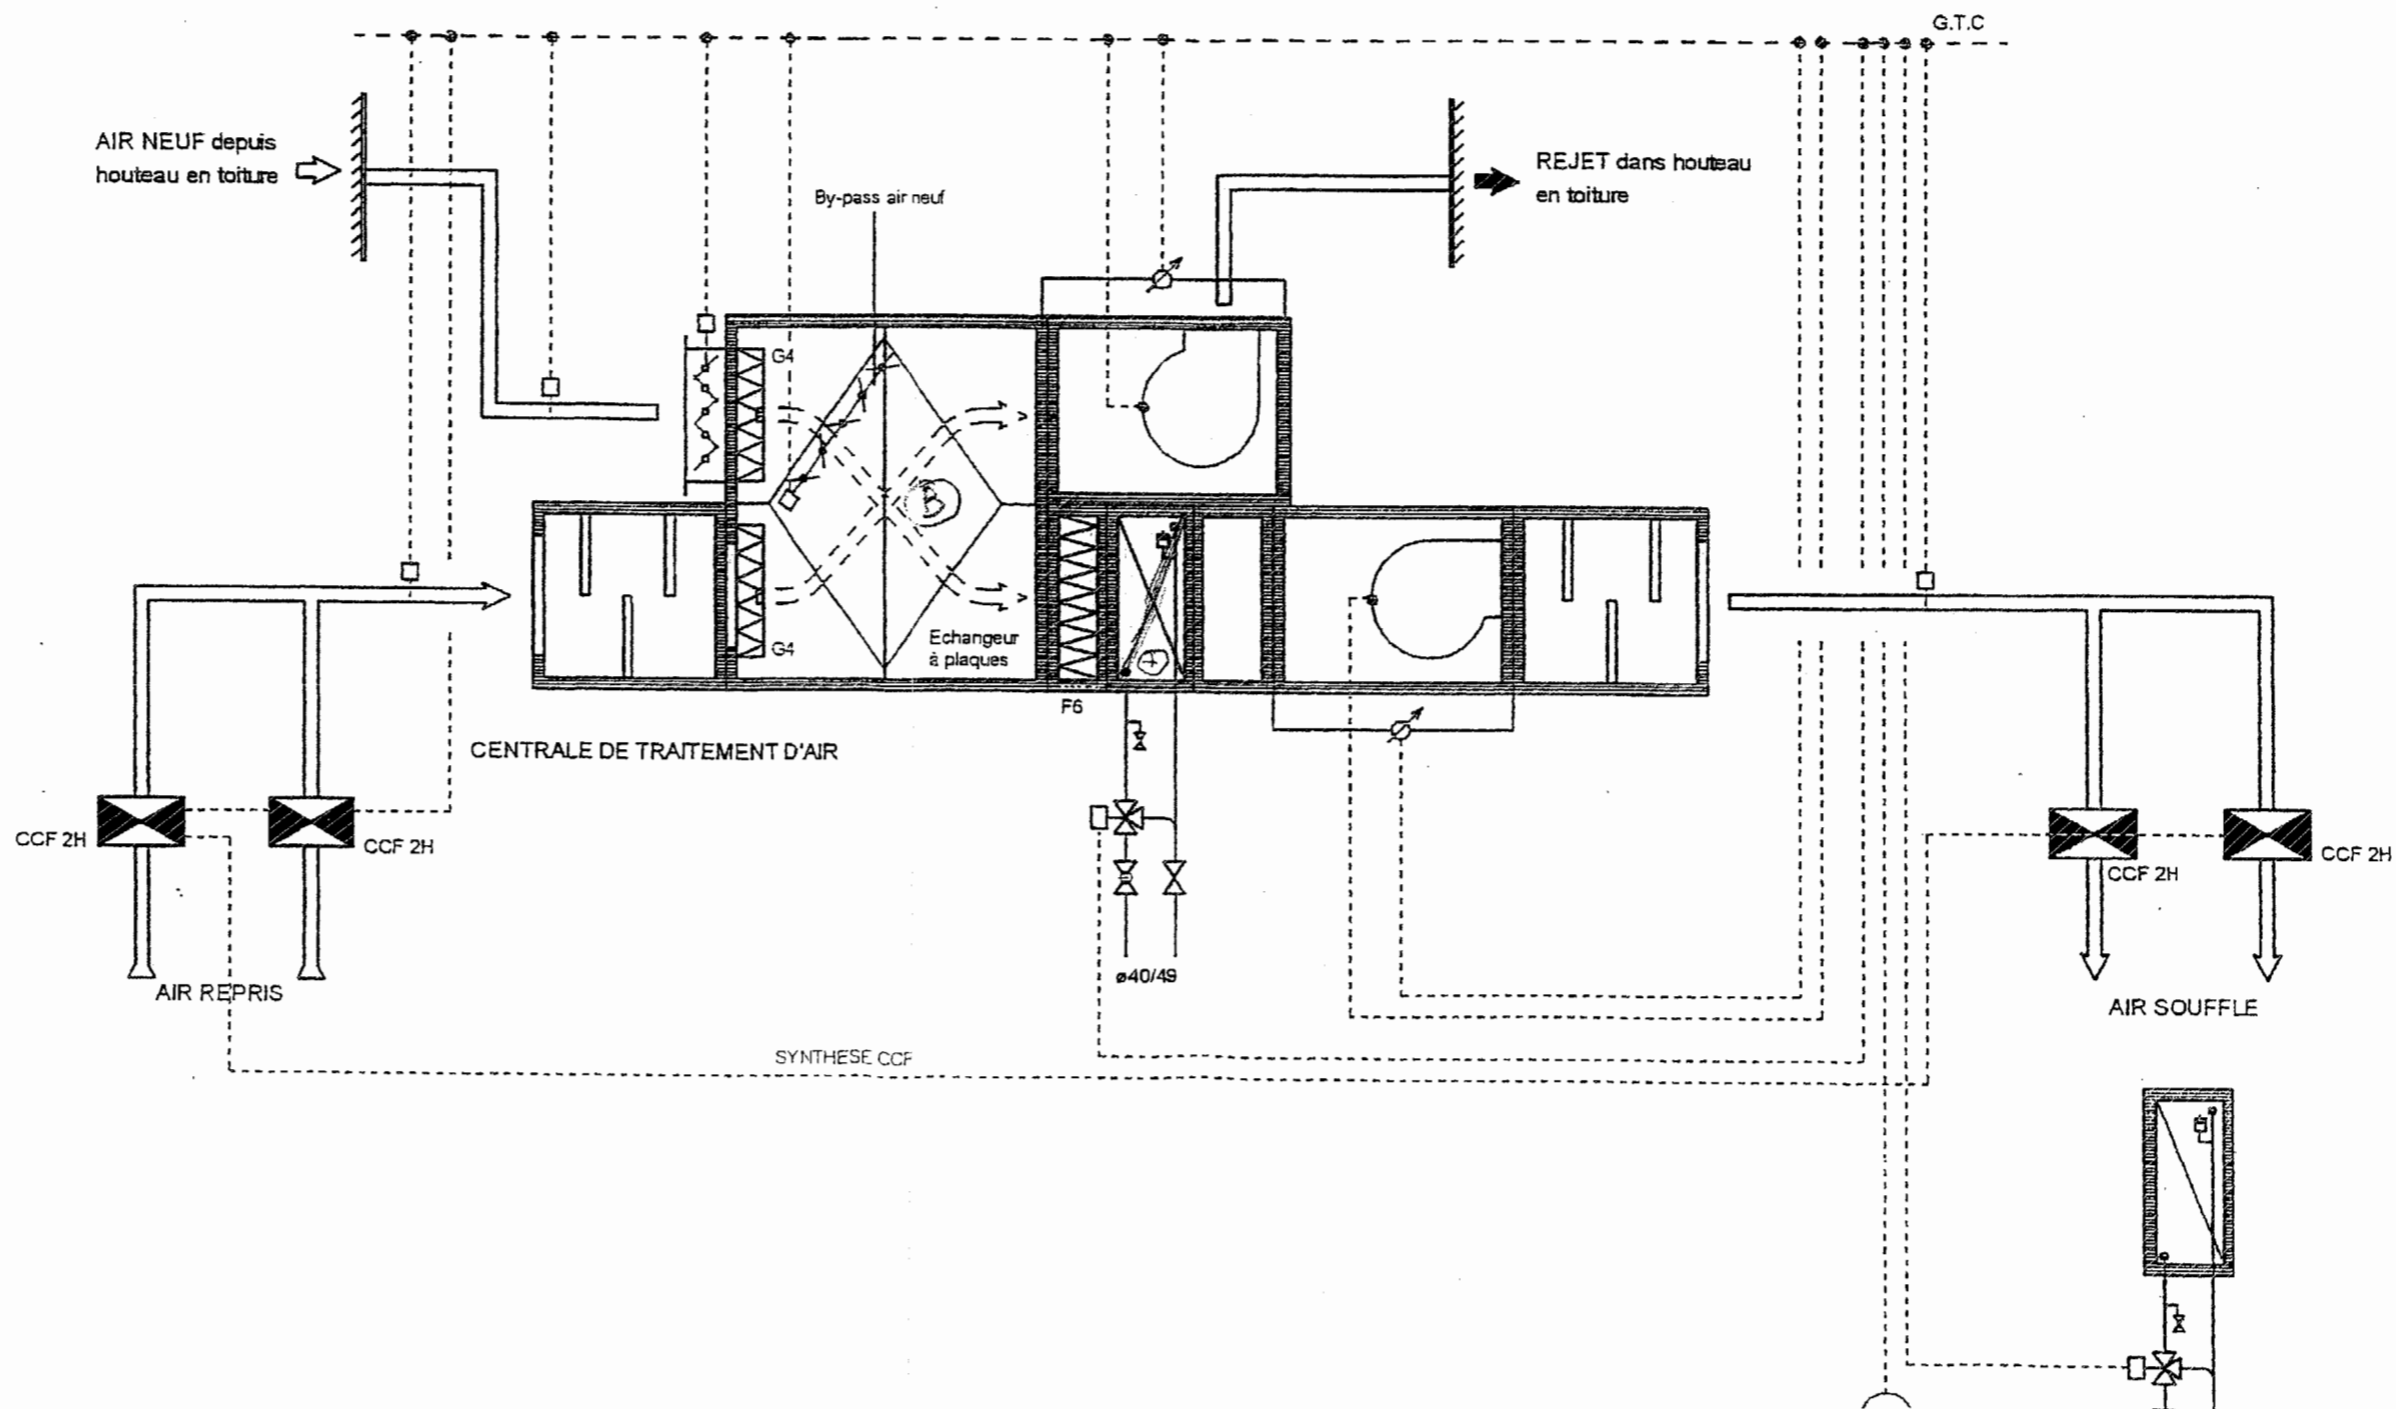 G.T.C
AIR NEUF depuis
houteau en toiture
REJET dans houteau
en toiture
By-pass air neuf
G4
B
Echangeur
à plaques
G4
+
F6
CENTRALE DE TRAITEMENT D'AIR
CCF 2H
CCF 2H
CCF 2H
CCF 2H
ø40/49
AIR REPRIS
AIR SOUFFLE
SYNTHESE CCF